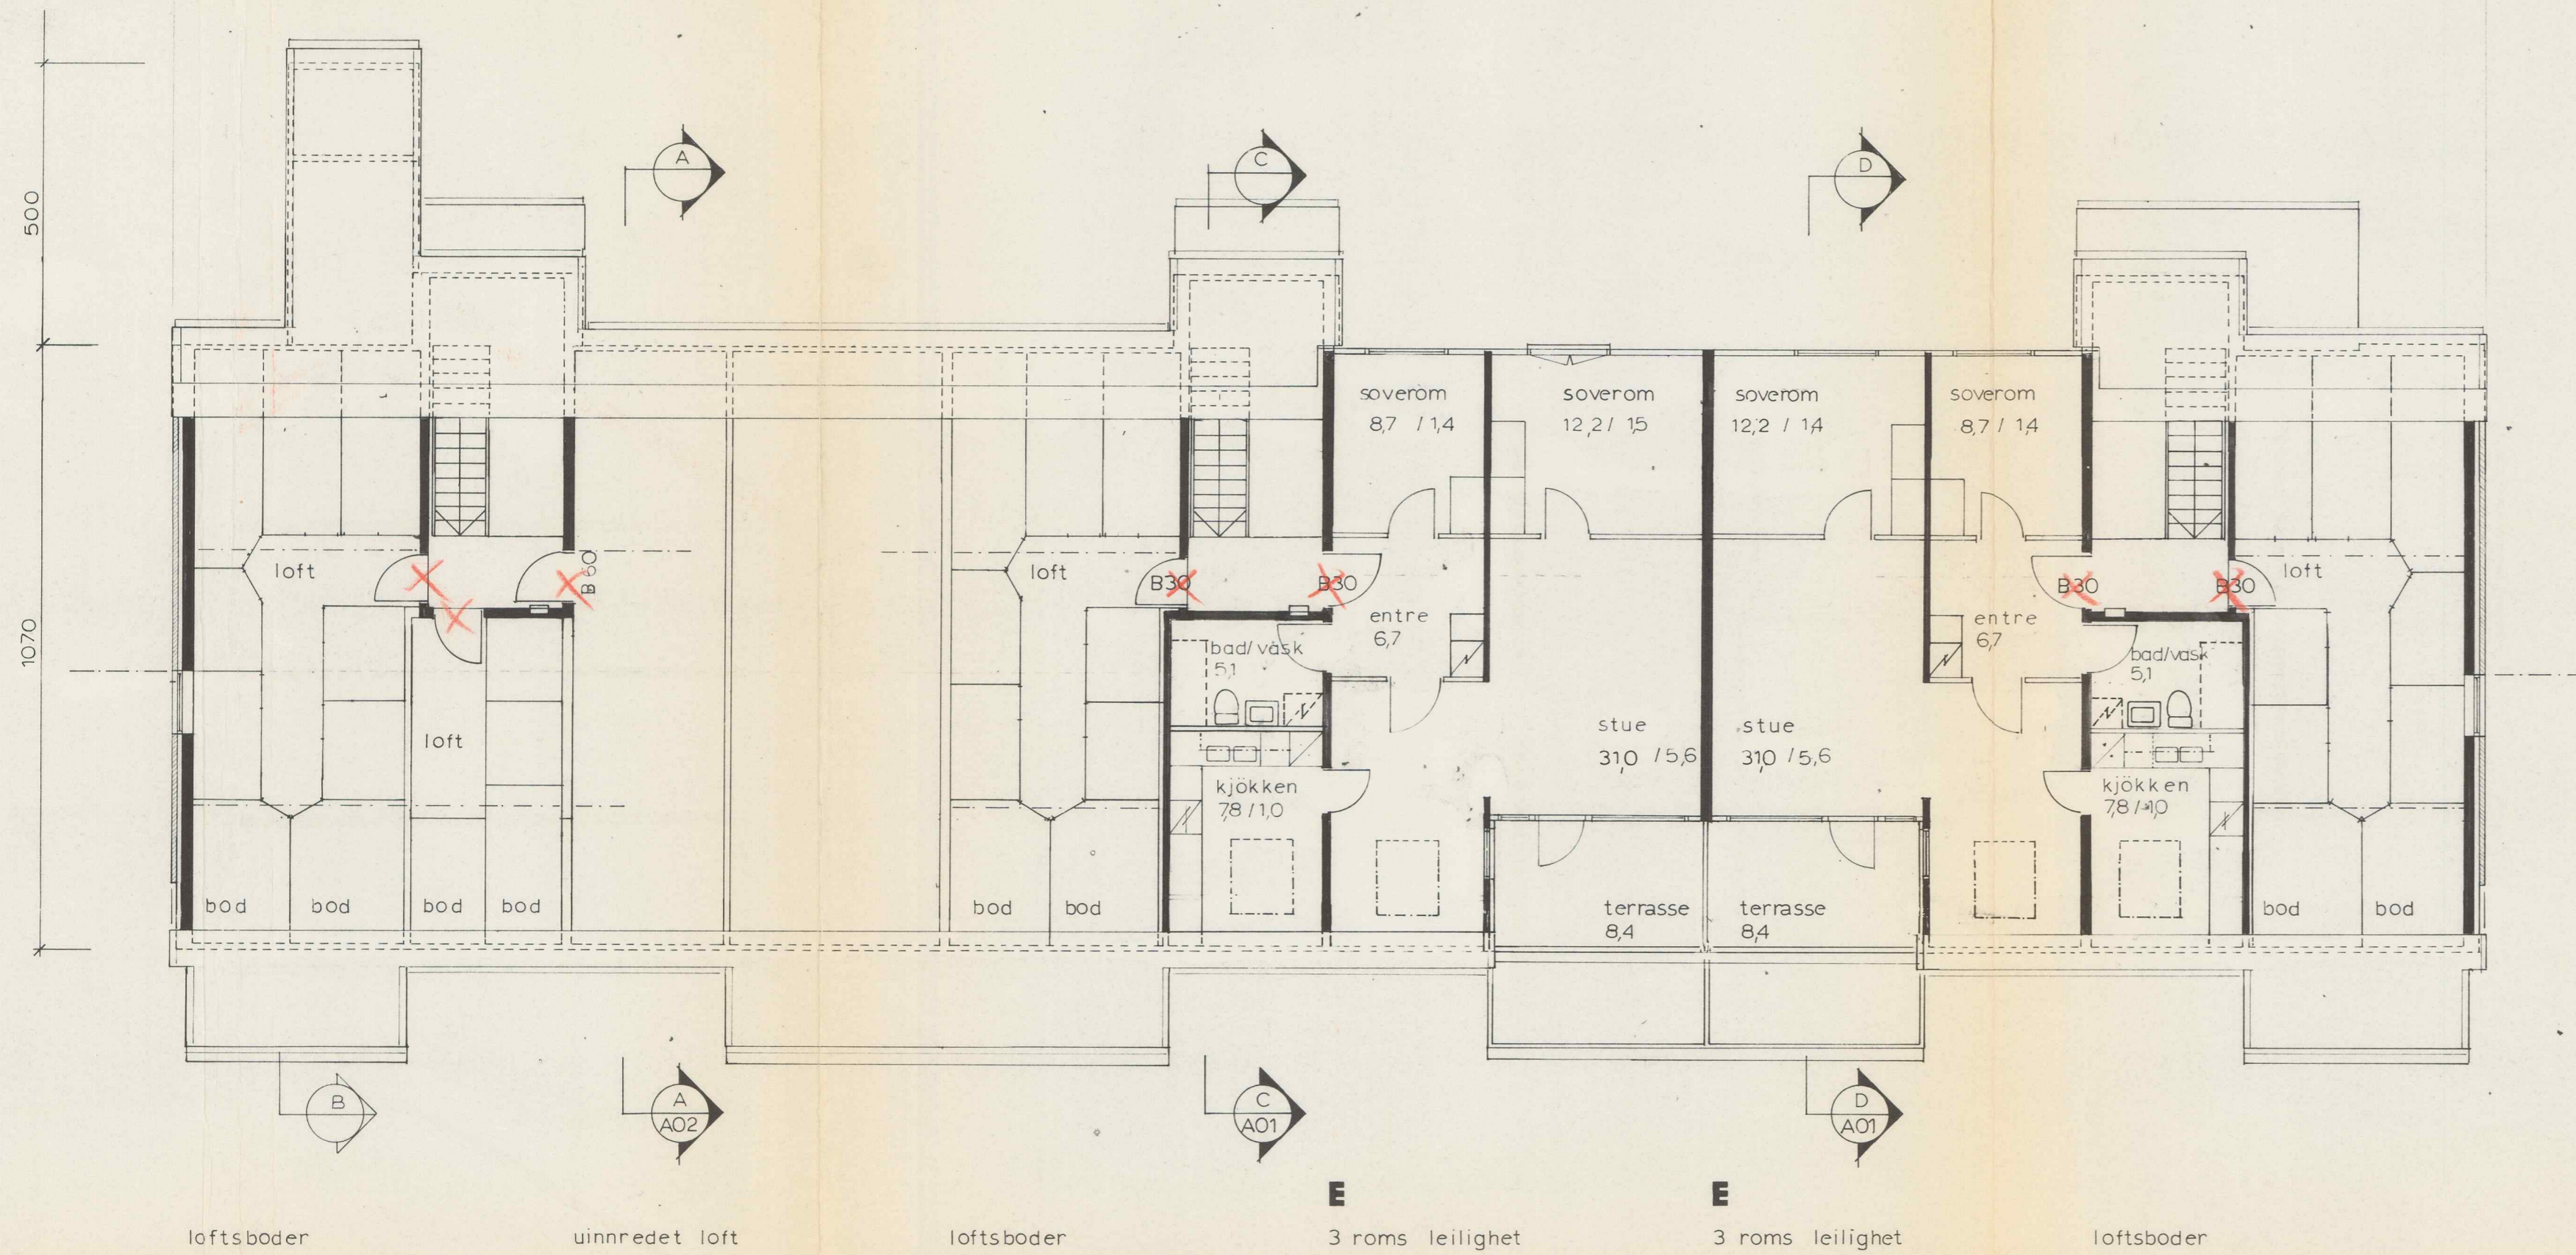 500
1070
A
C
D
soverom
8,7 / 1,4
soverom
12,2 / 1,5
soverom
12,2 / 1,4
soverom
8,7 / 1,4
loft
B60
loft
B30
B30
B30
B30
loft
entre
6,7
entre
6,7
bad/vask
5,1
bad/vask
5,1
loft
stue
31,0 / 5,6
stue
31,0 / 5,6
kjökken
7,8 / 1,0
kjökken
7,8 / 1,0
bod
bod
bod
bod
bod
bod
terrasse
8,4
terrasse
8,4
bod
bod
B
A
A02
C
A01
D
A01
E
E
loftsboder
uinnredet loft
loftsboder
3 roms leilighet
3 roms leilighet
loftsboder